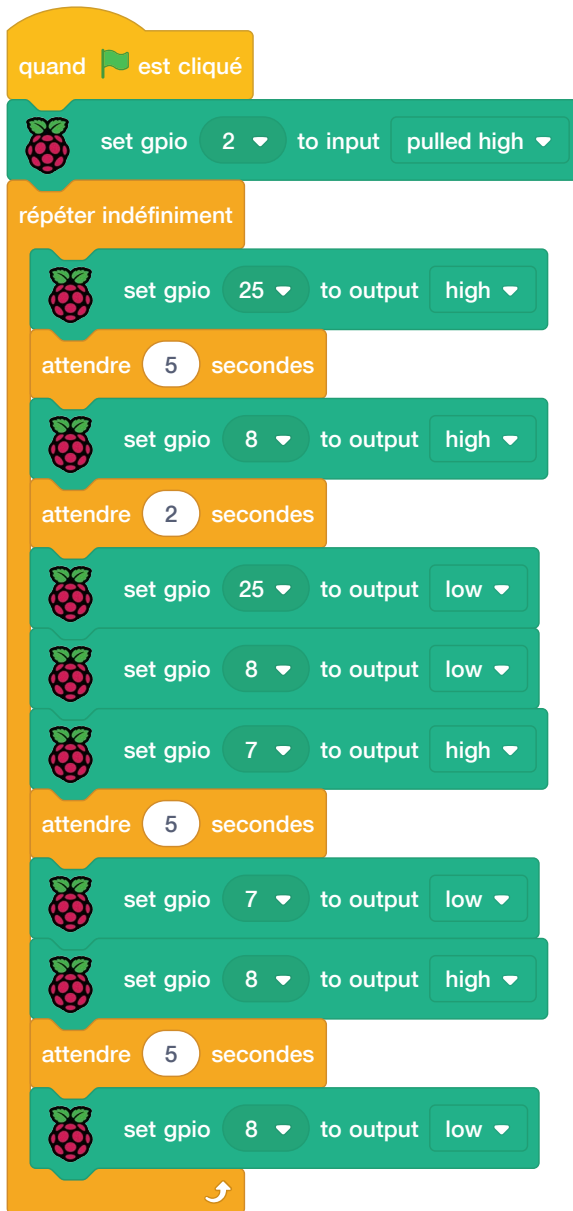 quand est cliqué
set gpio 2 to input pulled high
répéter indéfiniment
set gpio 25 to output high
attendre 5 secondes
set gpio 8 to output high
attendre 2 secondes
set gpio 25 to output low
set gpio 8 to output low
set gpio 7 to output high
attendre 5 secondes
set gpio 7 to output low
set gpio 8 to output high
attendre 5 secondes
set gpio 8 to output low